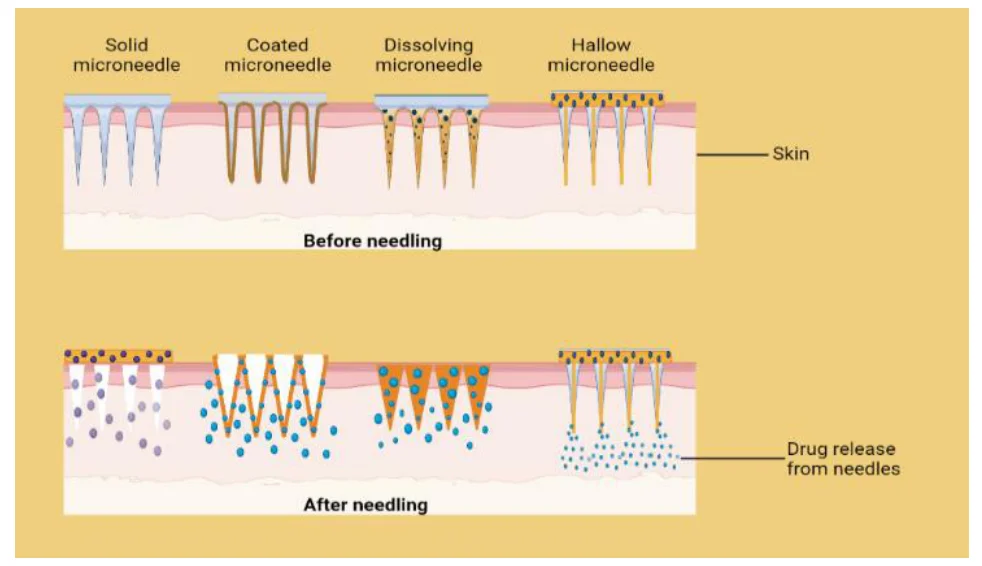 Solid
microneedle
Coated
microneedle
Dissolving
microneedle
Hallow
microneedle
Skin
Before needling
Drug release
from needles
After needling